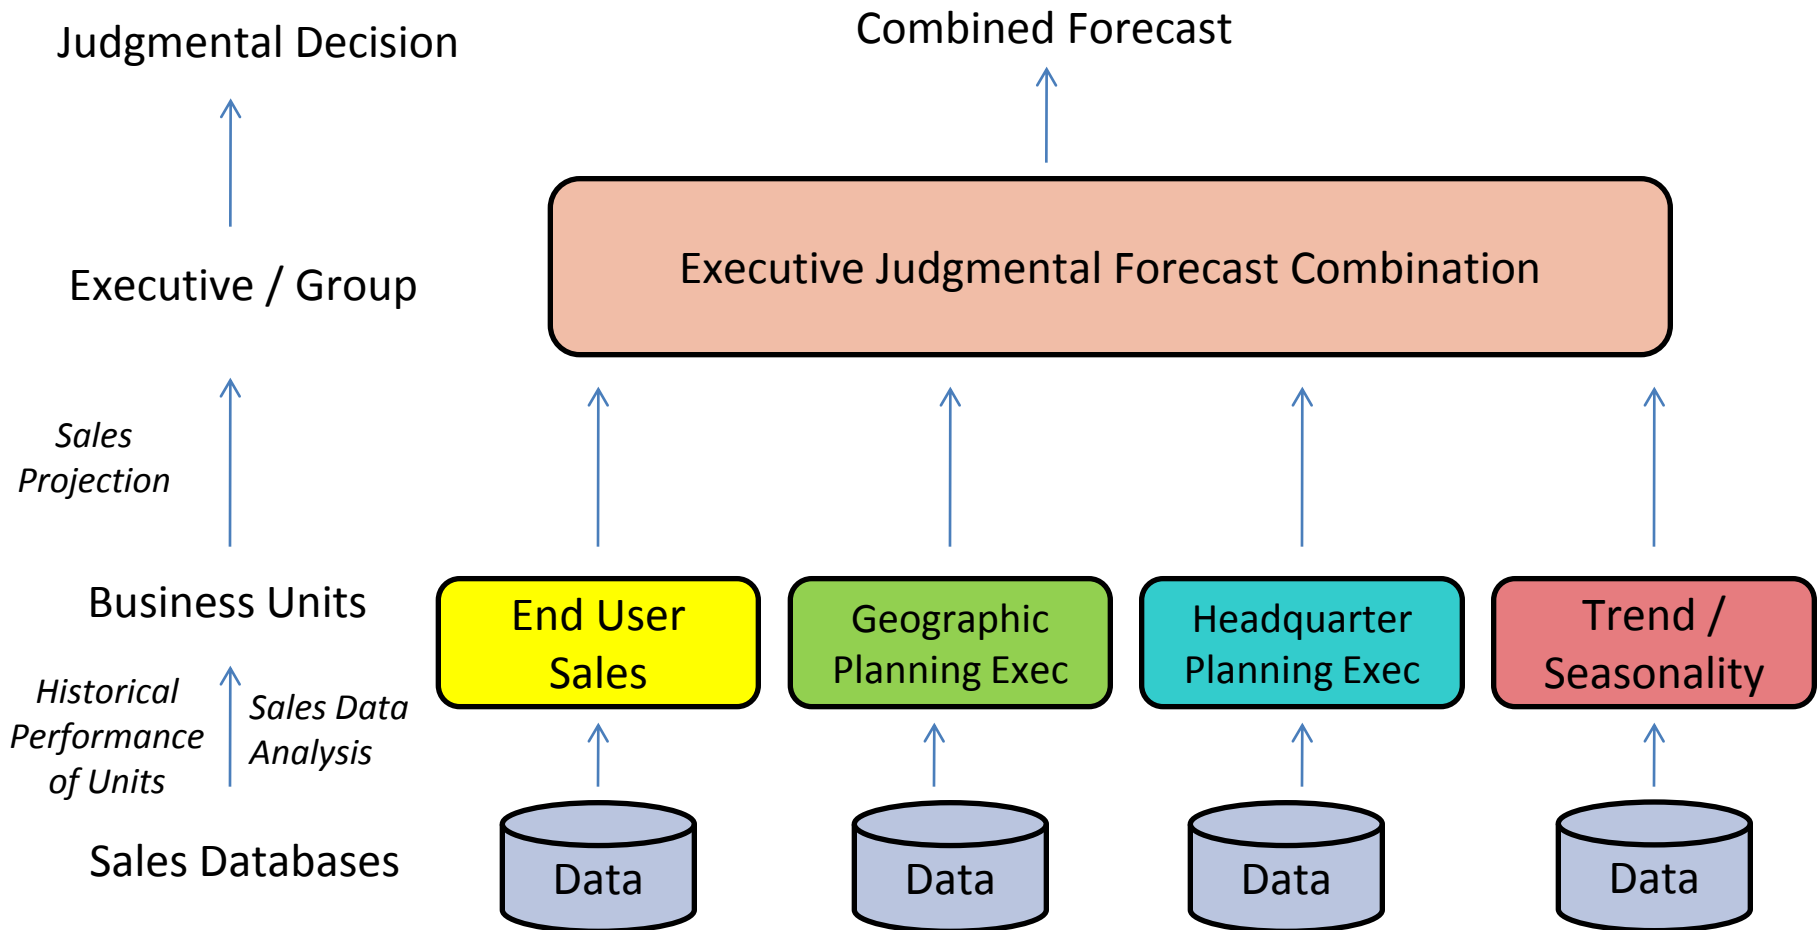 Judgmental Decision
Combined Forecast
Executive / Group
Executive Judgmental Forecast Combination
Sales
Projection
Business Units
End User
Sales
Geographic
Planning Exec
Headquarter
Planning Exec
Trend /
Seasonality
Historical
Performance
of Units
Sales Data
Analysis
Sales Databases
Data
Data
Data
Data